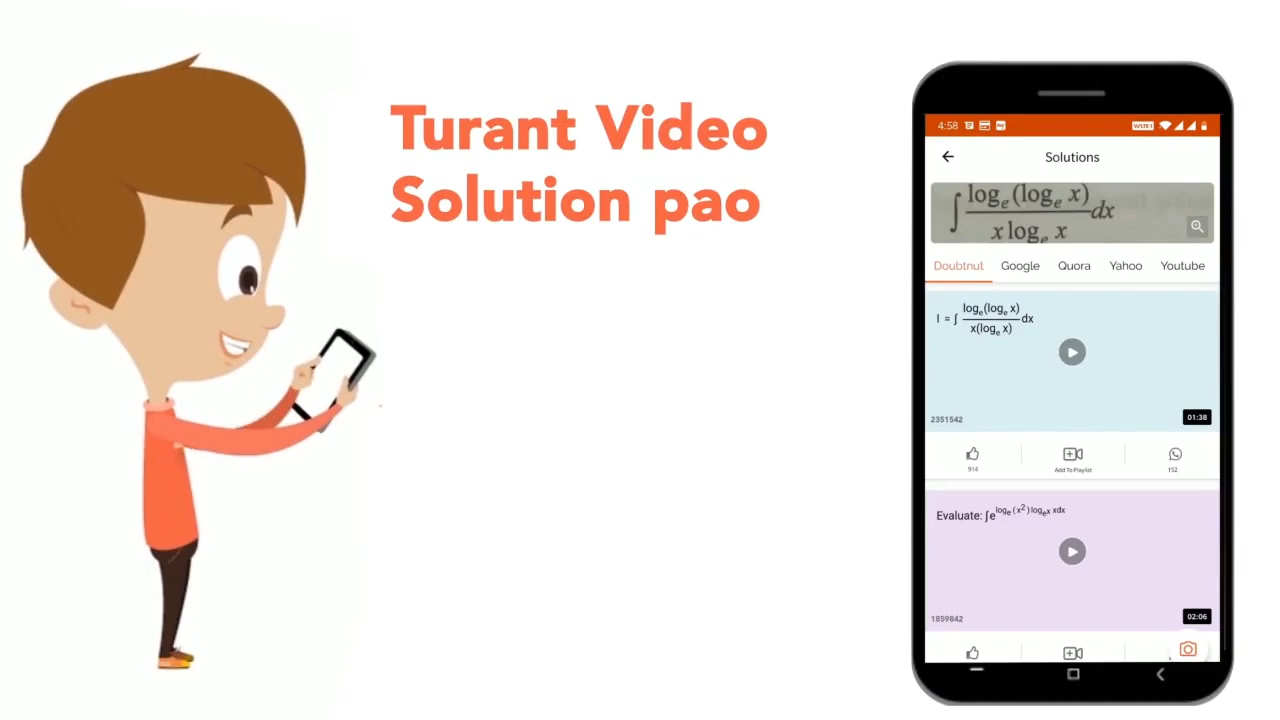 Turant Video
Solution pao
4:58
VoLTE1
Solutions
∫ logₑ(logₑ x) / x logₑ x dx
Doubtnut Google Quora Yahoo Youtube
I = ∫ logₑ(logₑ x) / x(logₑ x) dx
2351542 01:38
914 Add To Playlist 152
Evaluate: ∫e^logₑ(x²)logₑx xdx
1859842 02:06